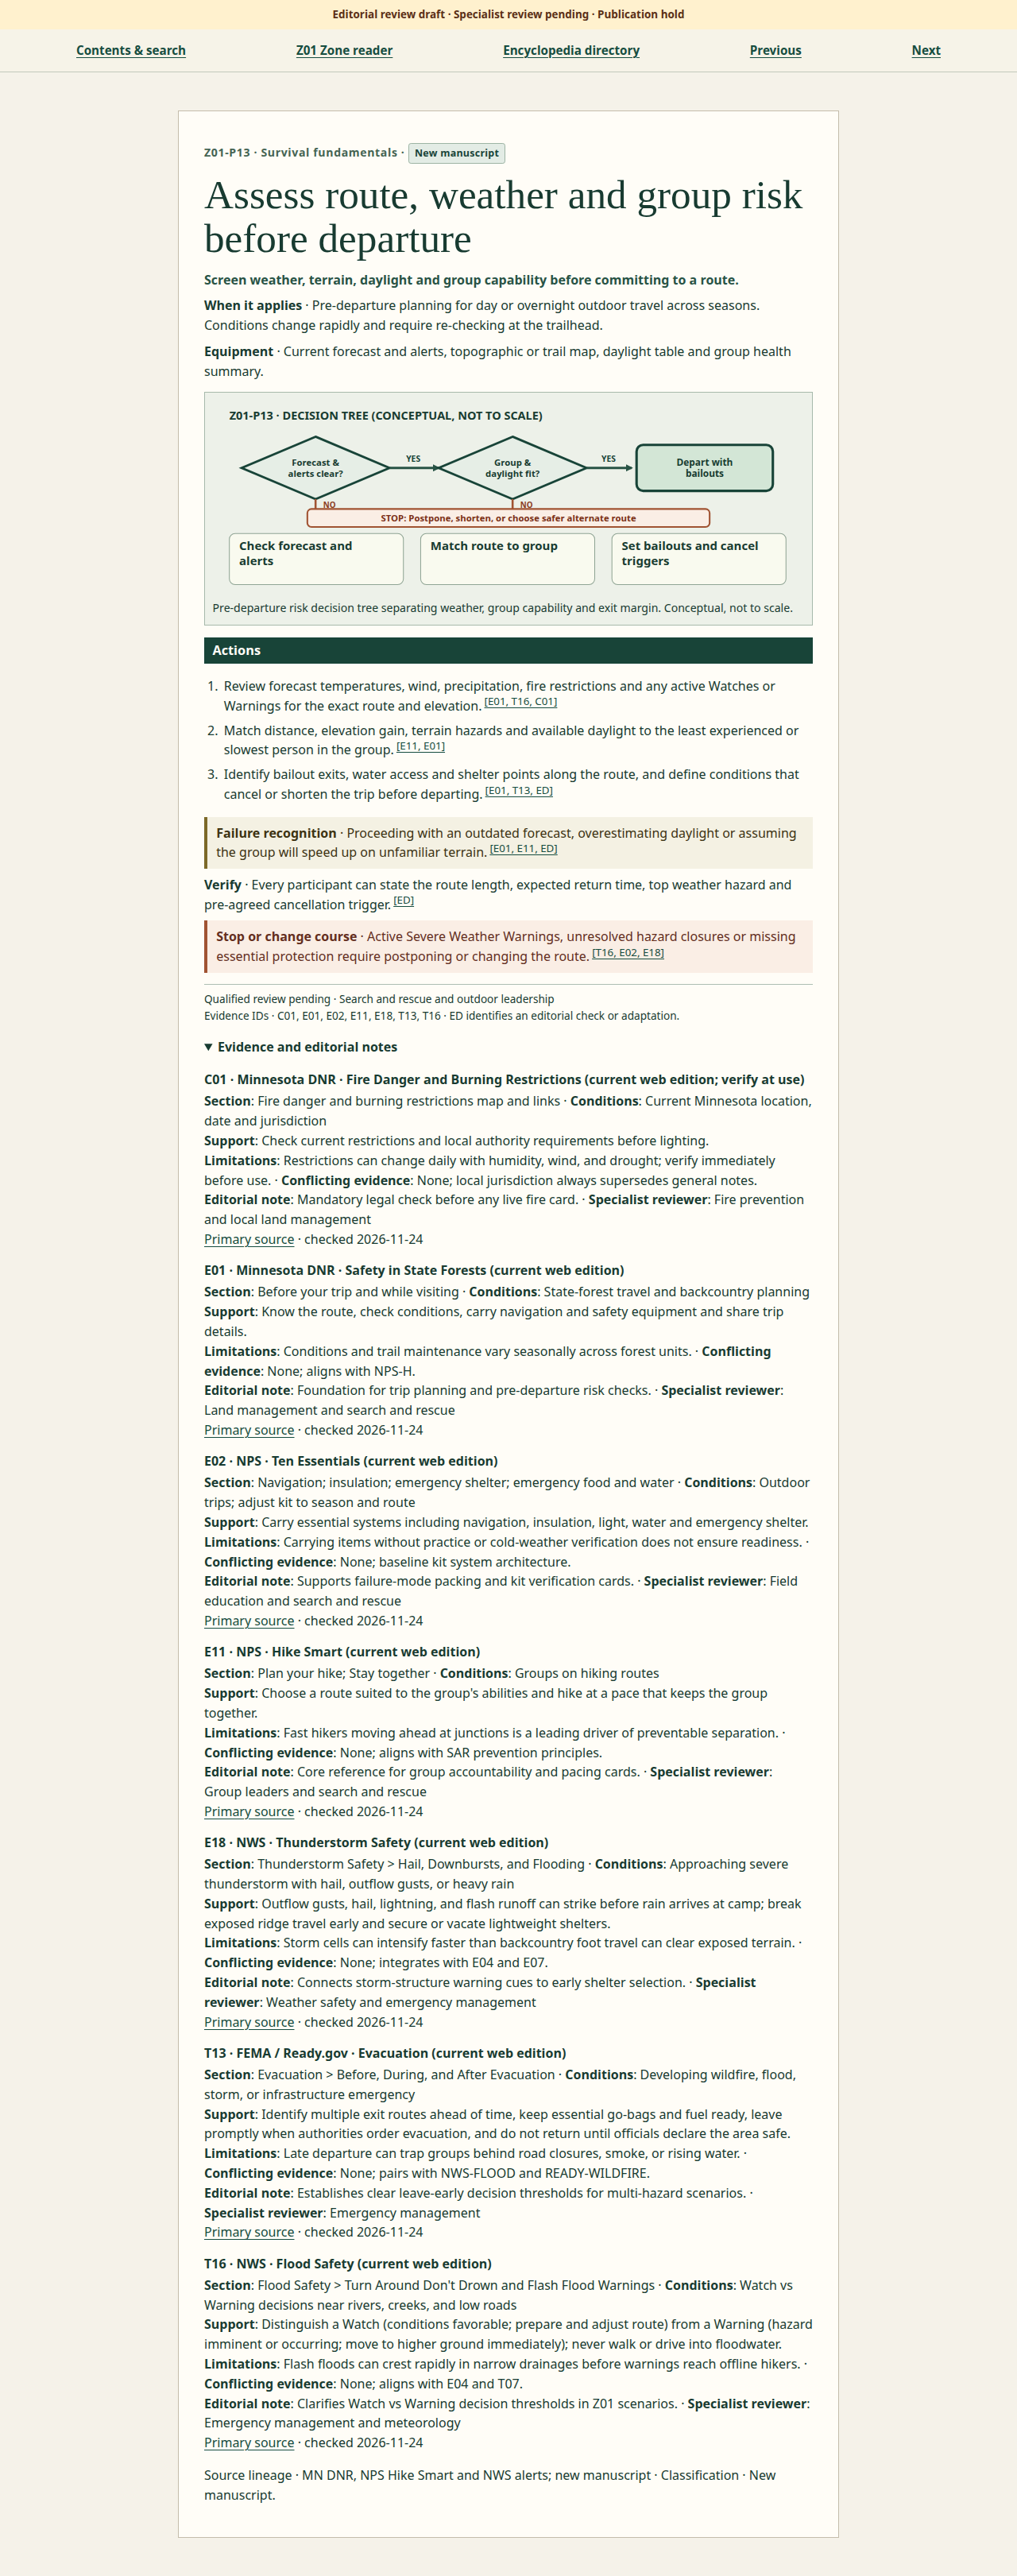 Editorial review draft · Specialist review pending · Publication hold
Contents & search
Z01 Zone reader
Encyclopedia directory
Previous
Next
Z01-P13 · Survival fundamentals · New manuscript
Assess route, weather and group risk
before departure
Screen weather, terrain, daylight and group capability before committing to a route.
When it applies · Pre-departure planning for day or overnight outdoor travel across seasons.
Conditions change rapidly and require re-checking at the trailhead.
Equipment · Current forecast and alerts, topographic or trail map, daylight table and group health
summary.
Z01-P13 · DECISION TREE (CONCEPTUAL, NOT TO SCALE)
Forecast &
alerts clear?
YES
Group &
daylight fit?
YES
Depart with
bailouts
NO
NO
STOP: Postpone, shorten, or choose safer alternate route
Check forecast and
alerts
Match route to group
Set bailouts and cancel
triggers
Pre-departure risk decision tree separating weather, group capability and exit margin. Conceptual, not to scale.
Actions
1. Review forecast temperatures, wind, precipitation, fire restrictions and any active Watches or
Warnings for the exact route and elevation. [E01, T16, C01]
2. Match distance, elevation gain, terrain hazards and available daylight to the least experienced or
slowest person in the group. [E11, E01]
3. Identify bailout exits, water access and shelter points along the route, and define conditions that
cancel or shorten the trip before departing. [E01, T13, ED]
Failure recognition · Proceeding with an outdated forecast, overestimating daylight or assuming
the group will speed up on unfamiliar terrain. [E01, E11, ED]
Verify · Every participant can state the route length, expected return time, top weather hazard and
pre-agreed cancellation trigger. [ED]
Stop or change course · Active Severe Weather Warnings, unresolved hazard closures or missing
essential protection require postponing or changing the route. [T16, E02, E18]
Qualified review pending · Search and rescue and outdoor leadership
Evidence IDs · C01, E01, E02, E11, E18, T13, T16 · ED identifies an editorial check or adaptation.
▼ Evidence and editorial notes
C01 · Minnesota DNR · Fire Danger and Burning Restrictions (current web edition; verify at use)
Section: Fire danger and burning restrictions map and links · Conditions: Current Minnesota location,
date and jurisdiction
Support: Check current restrictions and local authority requirements before lighting.
Limitations: Restrictions can change daily with humidity, wind, and drought; verify immediately
before use. · Conflicting evidence: None; local jurisdiction always supersedes general notes.
Editorial note: Mandatory legal check before any live fire card. · Specialist reviewer: Fire prevention
and local land management
Primary source · checked 2026-11-24
E01 · Minnesota DNR · Safety in State Forests (current web edition)
Section: Before your trip and while visiting · Conditions: State-forest travel and backcountry planning
Support: Know the route, check conditions, carry navigation and safety equipment and share trip
details.
Limitations: Conditions and trail maintenance vary seasonally across forest units. · Conflicting
evidence: None; aligns with NPS-H.
Editorial note: Foundation for trip planning and pre-departure risk checks. · Specialist reviewer:
Land management and search and rescue
Primary source · checked 2026-11-24
E02 · NPS · Ten Essentials (current web edition)
Section: Navigation; insulation; emergency shelter; emergency food and water · Conditions: Outdoor
trips; adjust kit to season and route
Support: Carry essential systems including navigation, insulation, light, water and emergency shelter.
Limitations: Carrying items without practice or cold-weather verification does not ensure readiness. ·
Conflicting evidence: None; baseline kit system architecture.
Editorial note: Supports failure-mode packing and kit verification cards. · Specialist reviewer: Field
education and search and rescue
Primary source · checked 2026-11-24
E11 · NPS · Hike Smart (current web edition)
Section: Plan your hike; Stay together · Conditions: Groups on hiking routes
Support: Choose a route suited to the group's abilities and hike at a pace that keeps the group
together.
Limitations: Fast hikers moving ahead at junctions is a leading driver of preventable separation. ·
Conflicting evidence: None; aligns with SAR prevention principles.
Editorial note: Core reference for group accountability and pacing cards. · Specialist reviewer:
Group leaders and search and rescue
Primary source · checked 2026-11-24
E18 · NWS · Thunderstorm Safety (current web edition)
Section: Thunderstorm Safety > Hail, Downbursts, and Flooding · Conditions: Approaching severe
thunderstorm with hail, outflow gusts, or heavy rain
Support: Outflow gusts, hail, lightning, and flash runoff can strike before rain arrives at camp; break
exposed ridge travel early and secure or vacate lightweight shelters.
Limitations: Storm cells can intensify faster than backcountry foot travel can clear exposed terrain. ·
Conflicting evidence: None; integrates with E04 and E07.
Editorial note: Connects storm-structure warning cues to early shelter selection. · Specialist
reviewer: Weather safety and emergency management
Primary source · checked 2026-11-24
T13 · FEMA / Ready.gov · Evacuation (current web edition)
Section: Evacuation > Before, During, and After Evacuation · Conditions: Developing wildfire, flood,
storm, or infrastructure emergency
Support: Identify multiple exit routes ahead of time, keep essential go-bags and fuel ready, leave
promptly when authorities order evacuation, and do not return until officials declare the area safe.
Limitations: Late departure can trap groups behind road closures, smoke, or rising water. ·
Conflicting evidence: None; pairs with NWS-FLOOD and READY-WILDFIRE.
Editorial note: Establishes clear leave-early decision thresholds for multi-hazard scenarios. ·
Specialist reviewer: Emergency management
Primary source · checked 2026-11-24
T16 · NWS · Flood Safety (current web edition)
Section: Flood Safety > Turn Around Don't Drown and Flash Flood Warnings · Conditions: Watch vs
Warning decisions near rivers, creeks, and low roads
Support: Distinguish a Watch (conditions favorable; prepare and adjust route) from a Warning (hazard
imminent or occurring; move to higher ground immediately); never walk or drive into floodwater.
Limitations: Flash floods can crest rapidly in narrow drainages before warnings reach offline hikers. ·
Conflicting evidence: None; aligns with E04 and T07.
Editorial note: Clarifies Watch vs Warning decision thresholds in Z01 scenarios. · Specialist reviewer:
Emergency management and meteorology
Primary source · checked 2026-11-24
Source lineage · MN DNR, NPS Hike Smart and NWS alerts; new manuscript · Classification · New
manuscript.